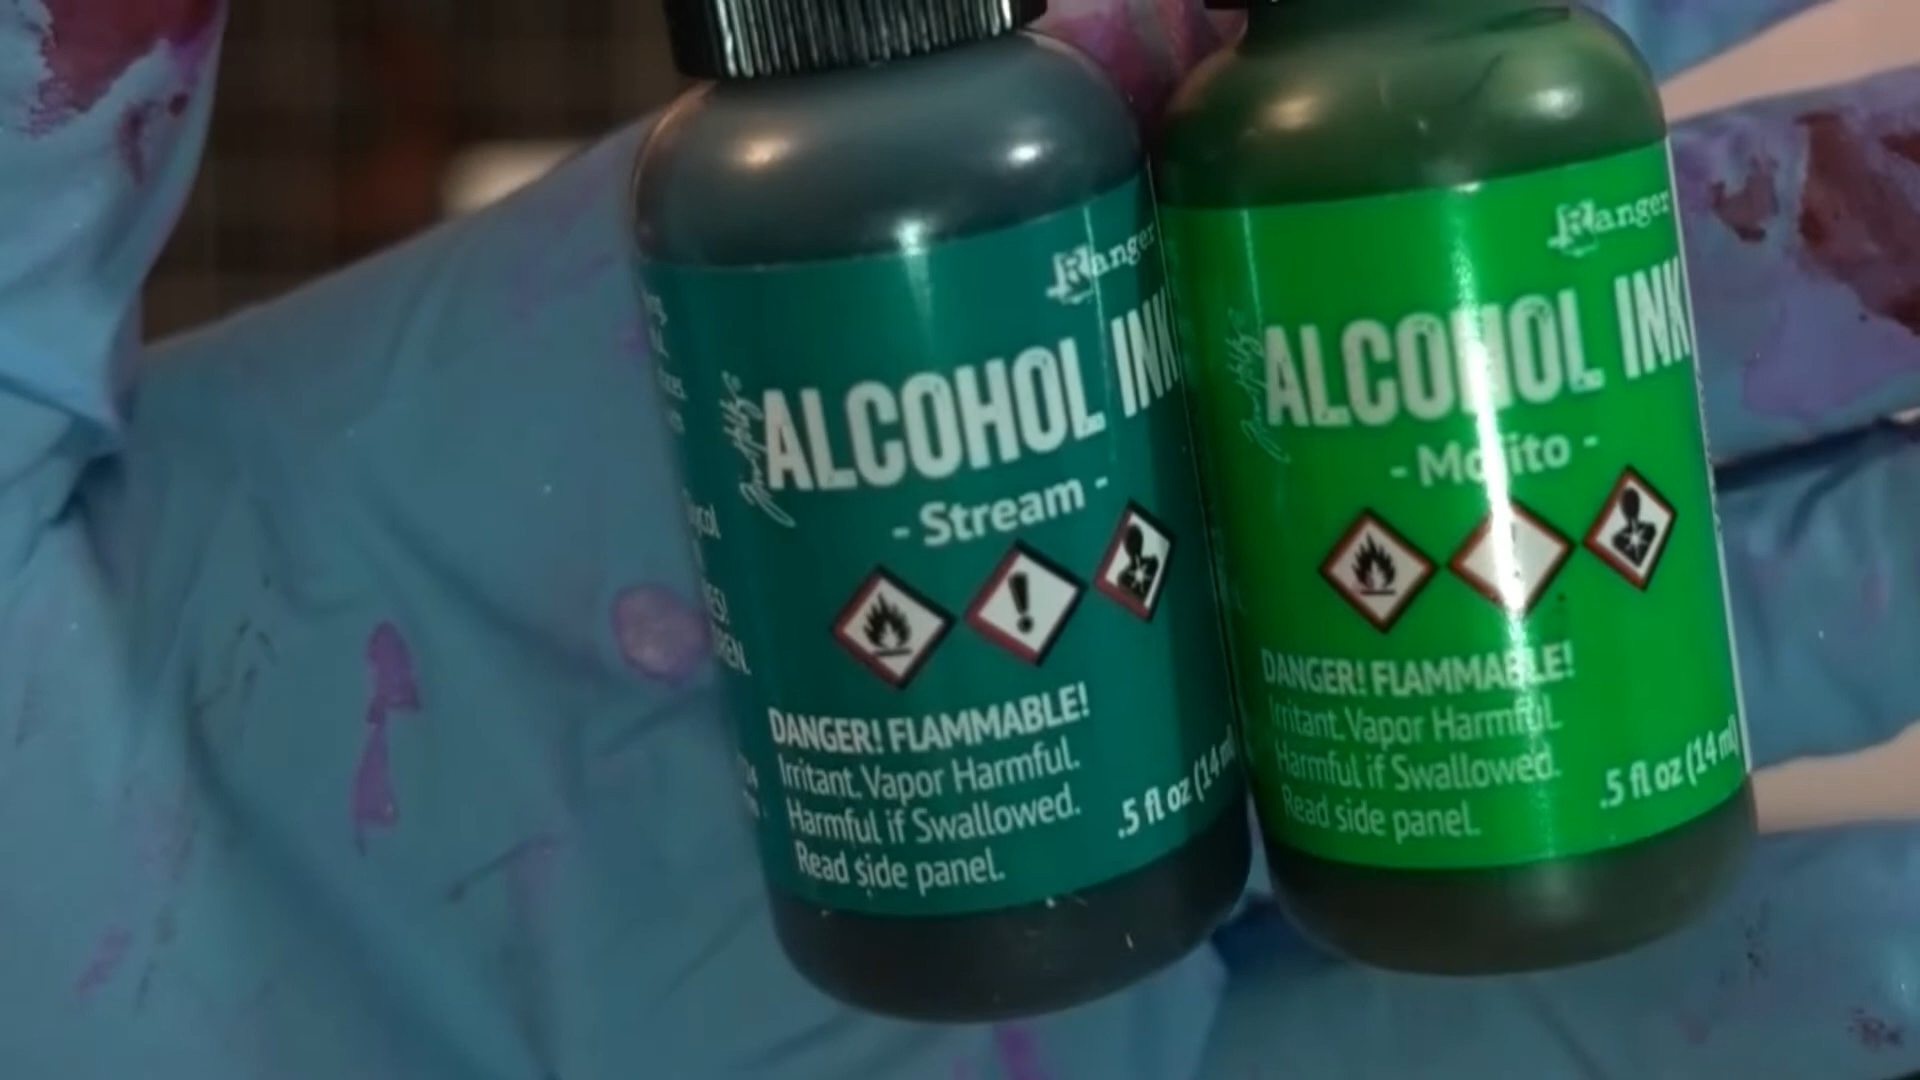 Ranger
ALCOHOL INK
- Stream -
DANGER! FLAMMABLE!
Irritant. Vapor Harmful.
Harmful if Swallowed.
Read side panel.
.5 fl oz (14 ml)
Ranger
ALCOHOL INK
- Mojito -
DANGER! FLAMMABLE!
Irritant. Vapor Harmful.
Harmful if Swallowed.
Read side panel.
.5 fl oz (14 ml)